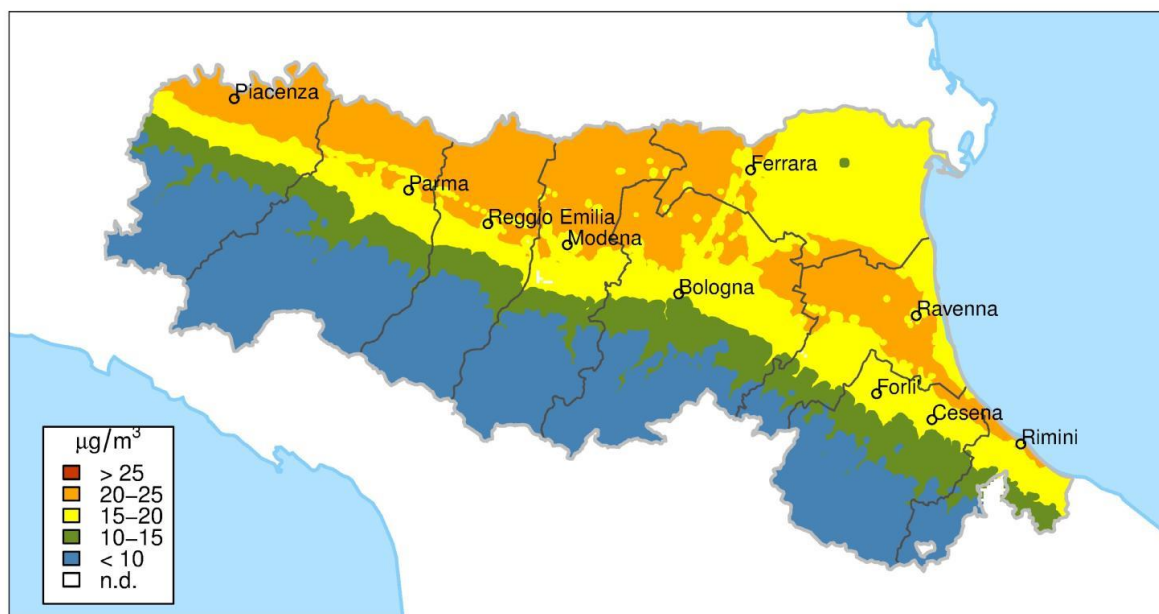 Piacenza
Ferrara
Parma
Reggio Emilia
Modena
Bologna
Ravenna
Forli'
Cesena
Rimini
µg/m³
> 25
20−25
15−20
10−15
< 10
n.d.